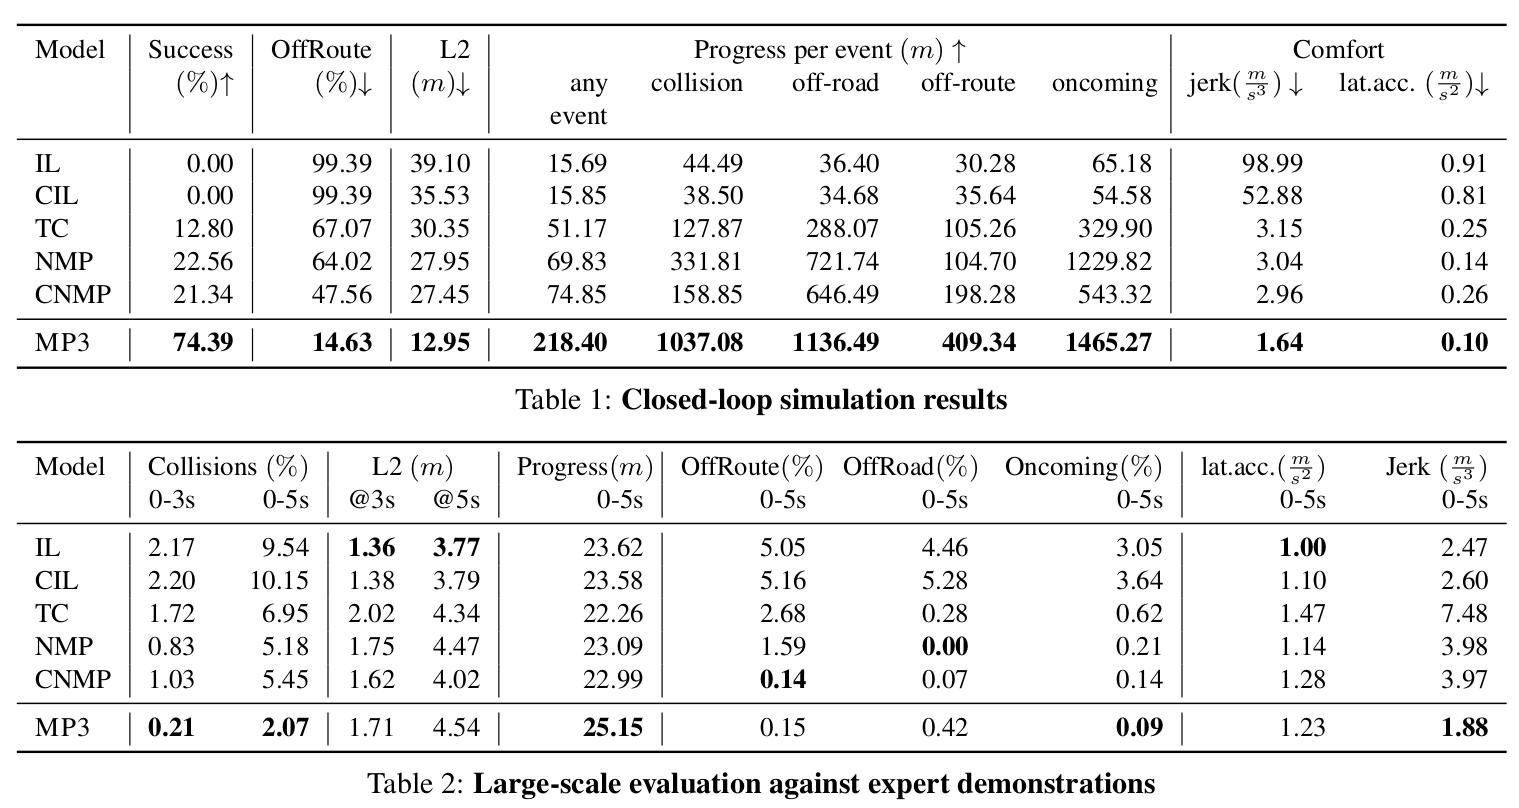 Model Success OffRoute L2 Progress per event (m) ↑ Comfort
(%)↑ (%)↓ (m)↓ any collision off-road off-route oncoming jerk(m/s³) ↓ lat.acc. (m/s²)↓
event
IL 0.00 99.39 39.10 15.69 44.49 36.40 30.28 65.18 98.99 0.91
CIL 0.00 99.39 35.53 15.85 38.50 34.68 35.64 54.58 52.88 0.81
TC 12.80 67.07 30.35 51.17 127.87 288.07 105.26 329.90 3.15 0.25
NMP 22.56 64.02 27.95 69.83 331.81 721.74 104.70 1229.82 3.04 0.14
CNMP 21.34 47.56 27.45 74.85 158.85 646.49 198.28 543.32 2.96 0.26
MP3 74.39 14.63 12.95 218.40 1037.08 1136.49 409.34 1465.27 1.64 0.10
Table 1: Closed-loop simulation results
Model Collisions (%) L2 (m) Progress(m) OffRoute(%) OffRoad(%) Oncoming(%) lat.acc.(m/s²) Jerk (m/s³)
0-3s 0-5s @3s @5s 0-5s 0-5s 0-5s 0-5s 0-5s 0-5s
IL 2.17 9.54 1.36 3.77 23.62 5.05 4.46 3.05 1.00 2.47
CIL 2.20 10.15 1.38 3.79 23.58 5.16 5.28 3.64 1.10 2.60
TC 1.72 6.95 2.02 4.34 22.26 2.68 0.28 0.62 1.47 7.48
NMP 0.83 5.18 1.75 4.47 23.09 1.59 0.00 0.21 1.14 3.98
CNMP 1.03 5.45 1.62 4.02 22.99 0.14 0.07 0.14 1.28 3.97
MP3 0.21 2.07 1.71 4.54 25.15 0.15 0.42 0.09 1.23 1.88
Table 2: Large-scale evaluation against expert demonstrations